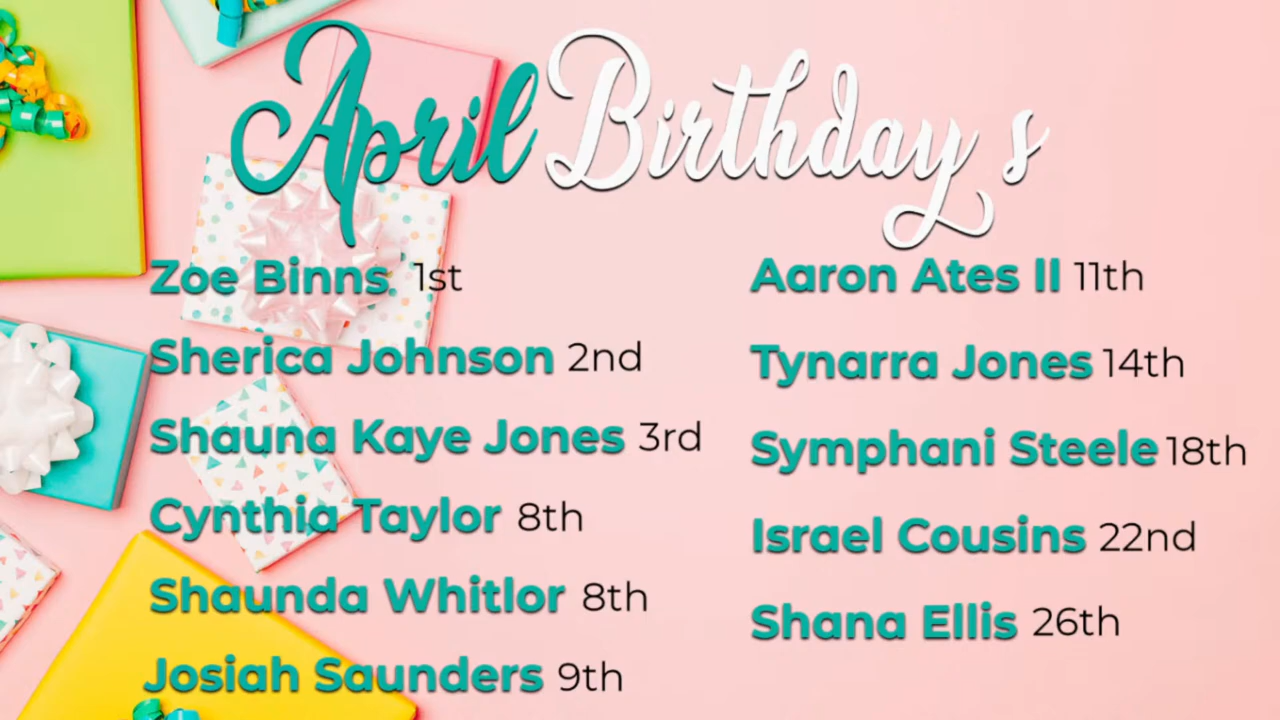 April Birthday's
Zoe Binns 1st
Sherica Johnson 2nd
Shauna Kaye Jones 3rd
Cynthia Taylor 8th
Shaunda Whitlor 8th
Josiah Saunders 9th
Aaron Ates II 11th
Tynarra Jones 14th
Symphani Steele 18th
Israel Cousins 22nd
Shana Ellis 26th